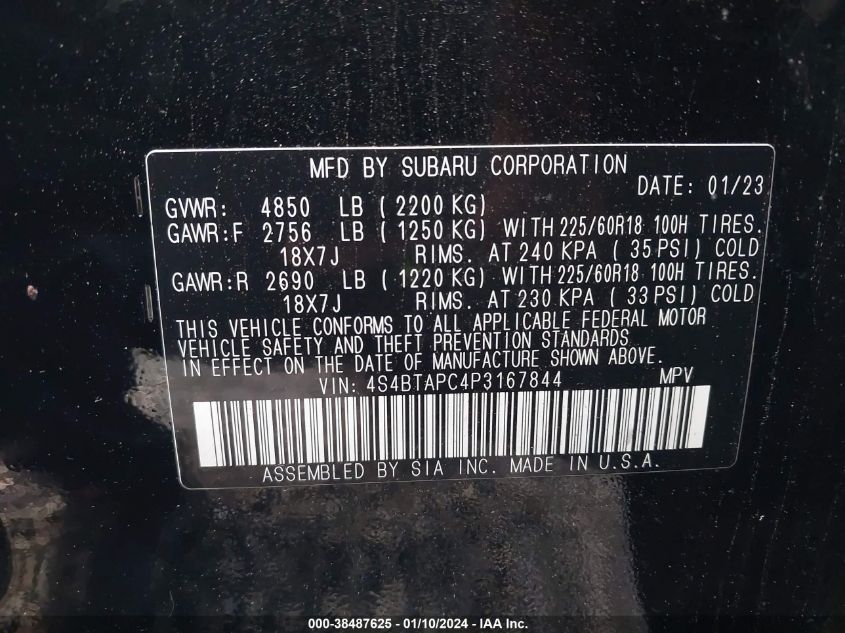 MFD BY SUBARU CORPORATION
DATE: 01/23
GVWR: 4850 LB ( 2200 KG)
GAWR:F 2756 LB ( 1250 KG) WITH 225/60R18 100H TIRES.
18X7J RIMS. AT 240 KPA ( 35 PSI) COLD
GAWR:R 2690 LB ( 1220 KG) WITH 225/60R18 100H TIRES.
18X7J RIMS. AT 230 KPA ( 33 PSI) COLD
THIS VEHICLE CONFORMS TO ALL APPLICABLE FEDERAL MOTOR
VEHICLE SAFETY AND THEFT PREVENTION STANDARDS
IN EFFECT ON THE DATE OF MANUFACTURE SHOWN ABOVE.
VIN: 4S4BTAPC4P3167844 MPV
ASSEMBLED BY SIA INC. MADE IN U.S.A.
000-38487625 - 01/10/2024 - IAA Inc.